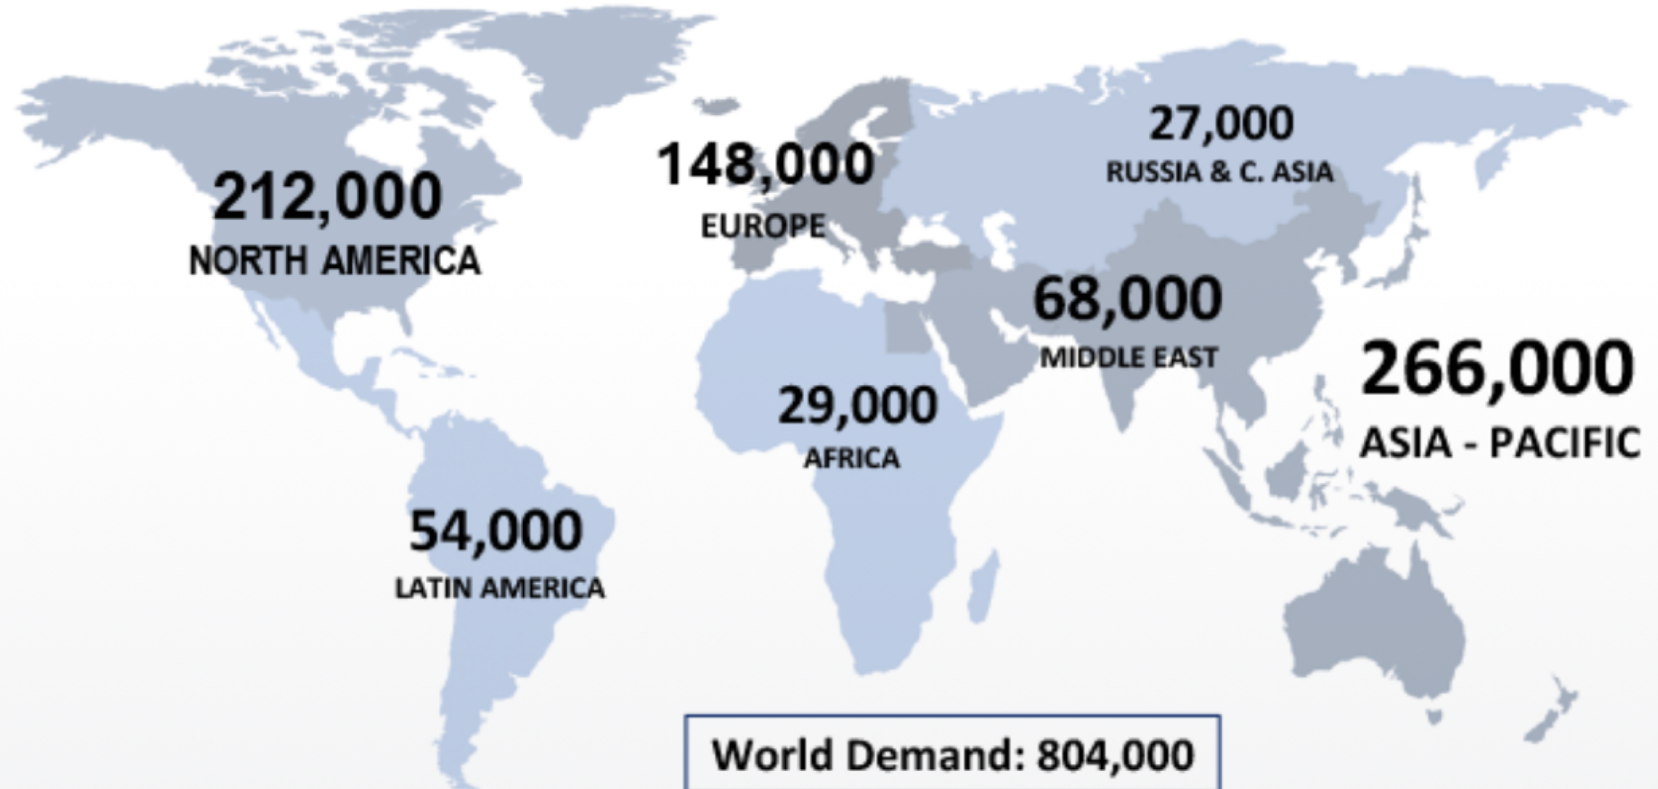 27,000
RUSSIA & C. ASIA
148,000
EUROPE
212,000
NORTH AMERICA
68,000
MIDDLE EAST
266,000
ASIA - PACIFIC
29,000
AFRICA
54,000
LATIN AMERICA
World Demand: 804,000